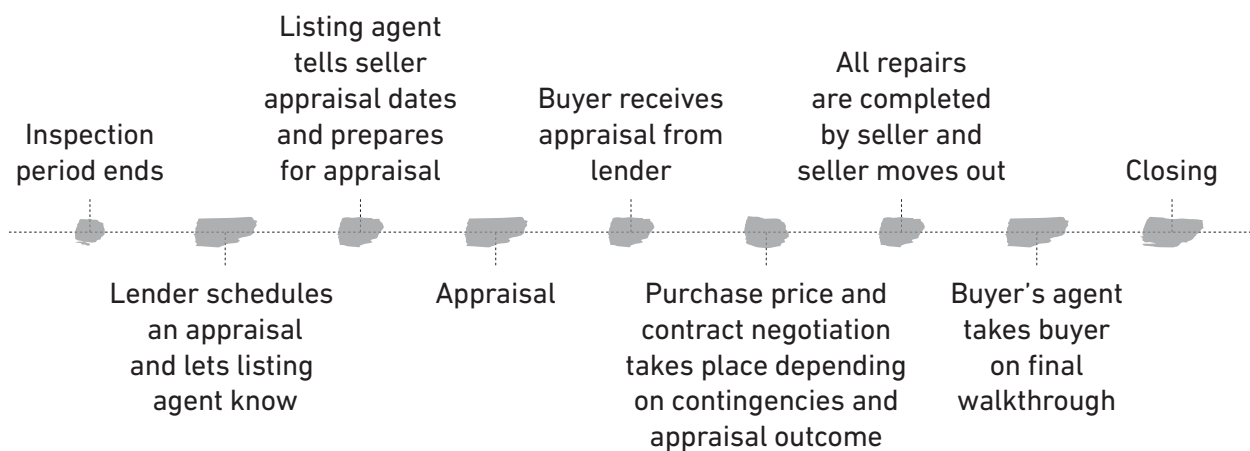 Inspection
period ends
Lender schedules
an appraisal
and lets listing
agent know
Listing agent
tells seller
appraisal dates
and prepares
for appraisal
Appraisal
Buyer receives
appraisal from
lender
Purchase price and
contract negotiation
takes place depending
on contingencies and
appraisal outcome
All repairs
are completed
by seller and
seller moves out
Buyer’s agent
takes buyer
on final
walkthrough
Closing